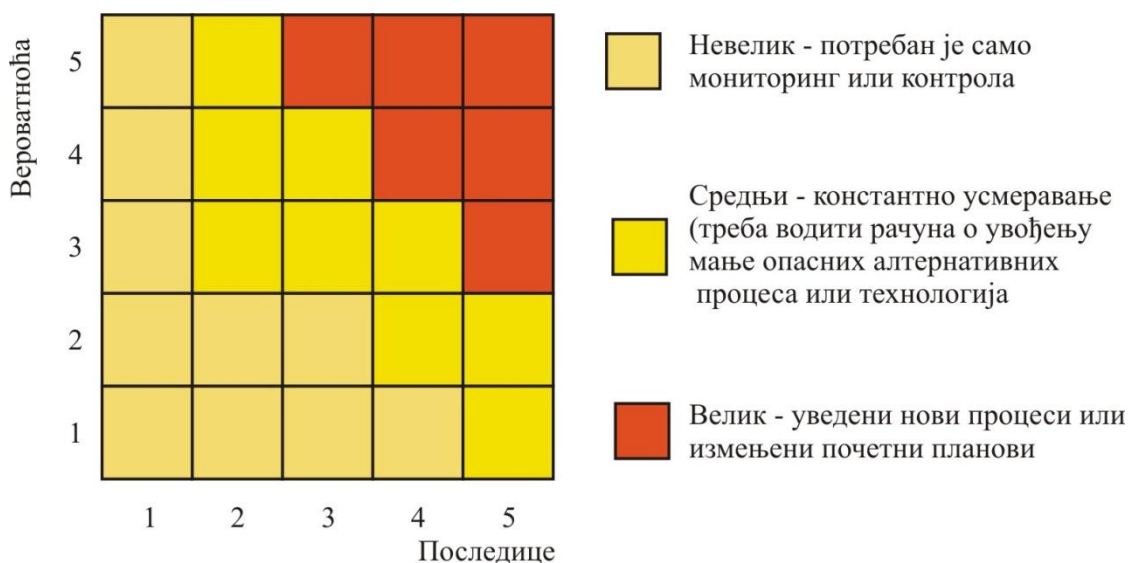 Вероватноћа
5
4
3
2
1
1 2 3 4 5
Последице
Невелик - потребан је само
мониторинг или контрола
Средњи - константно усмеравање
(треба водити рачуна о увођењу
мање опасних алтернативних
процеса или технологија
Велик - уведени нови процеси или
измењени почетни планови